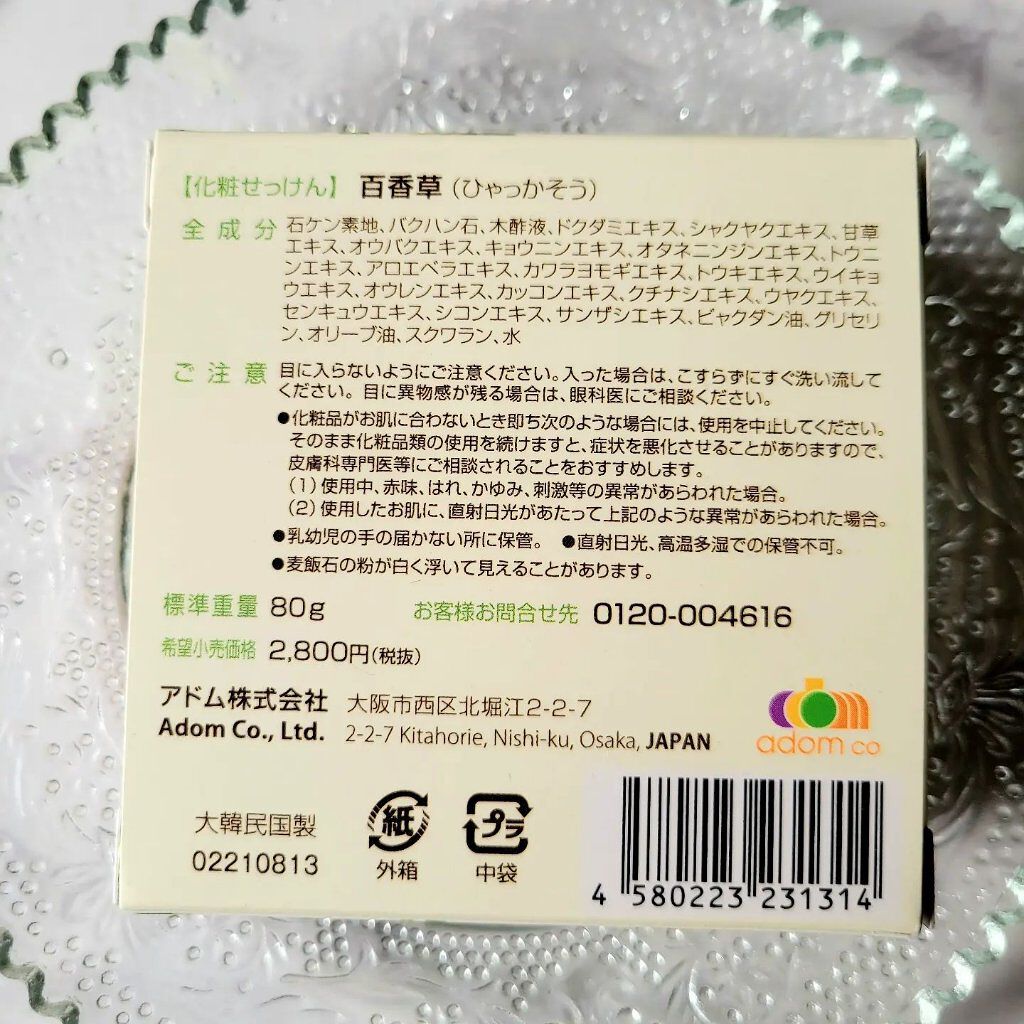 【化粧せっけん】 百香草（ひゃっかそう）
全成分 石ケン素地、バクハン石、木酢液、ドクダミエキス、シャクヤクエキス、甘草
エキス、オウバクエキス、キョウニンエキス、オタネニンジンエキス、トウニ
ンエキス、アロエベラエキス、カワラヨモギエキス、トウキエキス、ウイキョ
ウエキス、オウレンエキス、カッコンエキス、クチナシエキス、ウヤクエキス、
センキュウエキス、シコンエキス、サンザシエキス、ビャクダン油、グリセリ
ン、オリーブ油、スクワラン、水
ご注意 目に入らないようにご注意ください。入った場合は、こすらずにすぐ洗い流して
ください。 目に異物感が残る場合は、眼科医にご相談ください。
●化粧品がお肌に合わないとき即ち次のような場合には、使用を中止してください。
そのまま化粧品類の使用を続けますと、症状を悪化させることがありますので、
皮膚科専門医等にご相談されることをおすすめします。
（1）使用中、赤味、はれ、かゆみ、刺激等の異常があらわれた場合。
（2）使用したお肌に、直射日光があたって上記のような異常があらわれた場合。
●乳幼児の手の届かない所に保管。 ●直射日光、高温多湿での保管不可。
●麦飯石の粉が白く浮いて見えることがあります。
標準重量 80g お客様お問合せ先 0120-004616
希望小売価格 2,800円（税抜）
アドム株式会社 大阪市西区北堀江2-2-7
Adom Co., Ltd. 2-2-7 Kitahorie, Nishi-ku, Osaka, JAPAN
adom co
大韓民国製
02210813
紙
外箱
プラ
中袋
4 580223 231314